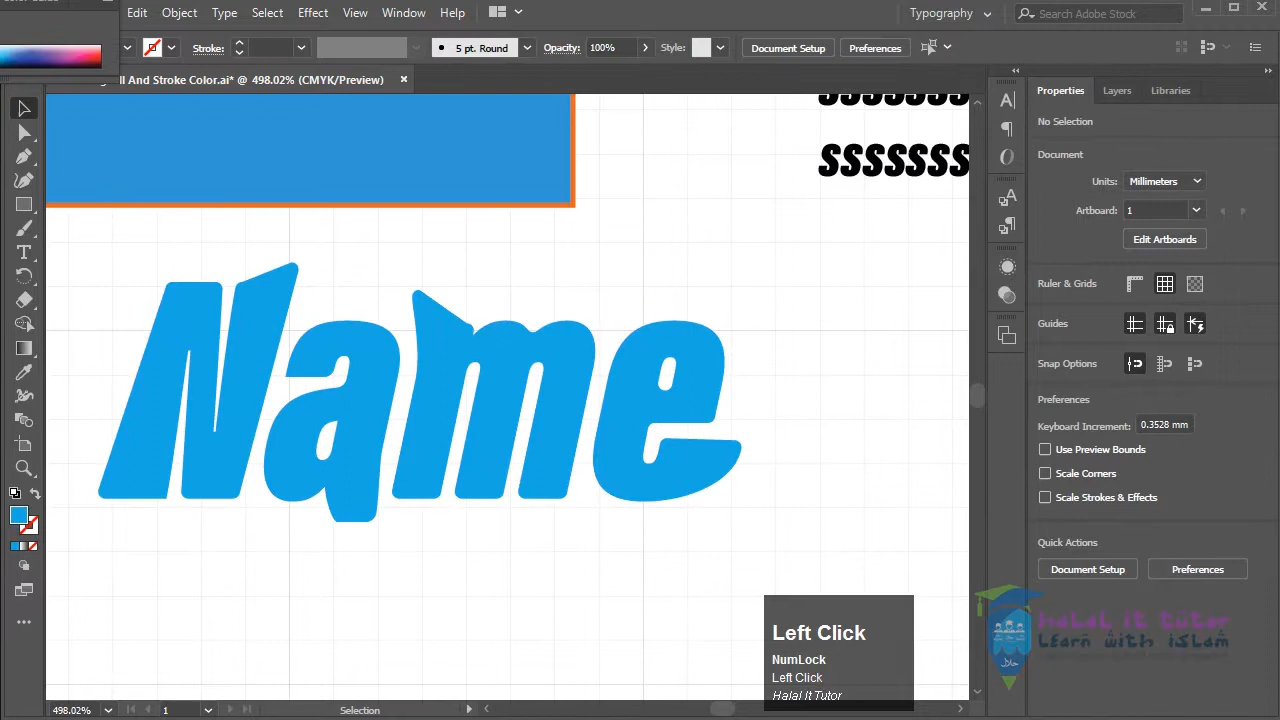 Edit Object Type Select Effect View Window Help Typography Search Adobe Stock
Stroke: 5 pt. Round Opacity: 100% Style: Document Setup Preferences
ll And Stroke Color.ai* @ 498.02% (CMYK/Preview)
Properties Layers Libraries
No Selection
Document
Units: Millimeters
Artboard: 1
Edit Artboards
Ruler & Grids
Guides
Snap Options
Preferences
Keyboard Increment: 0.3528 mm
Use Preview Bounds
Scale Corners
Scale Strokes & Effects
Quick Actions
Document Setup Preferences
SSSSSSS
SSSSSSS
Name
Left Click
NumLock
Left Click
Halal It Tutor
Halal it tutor
Learn with islam
حلال
498.02% 1 Selection